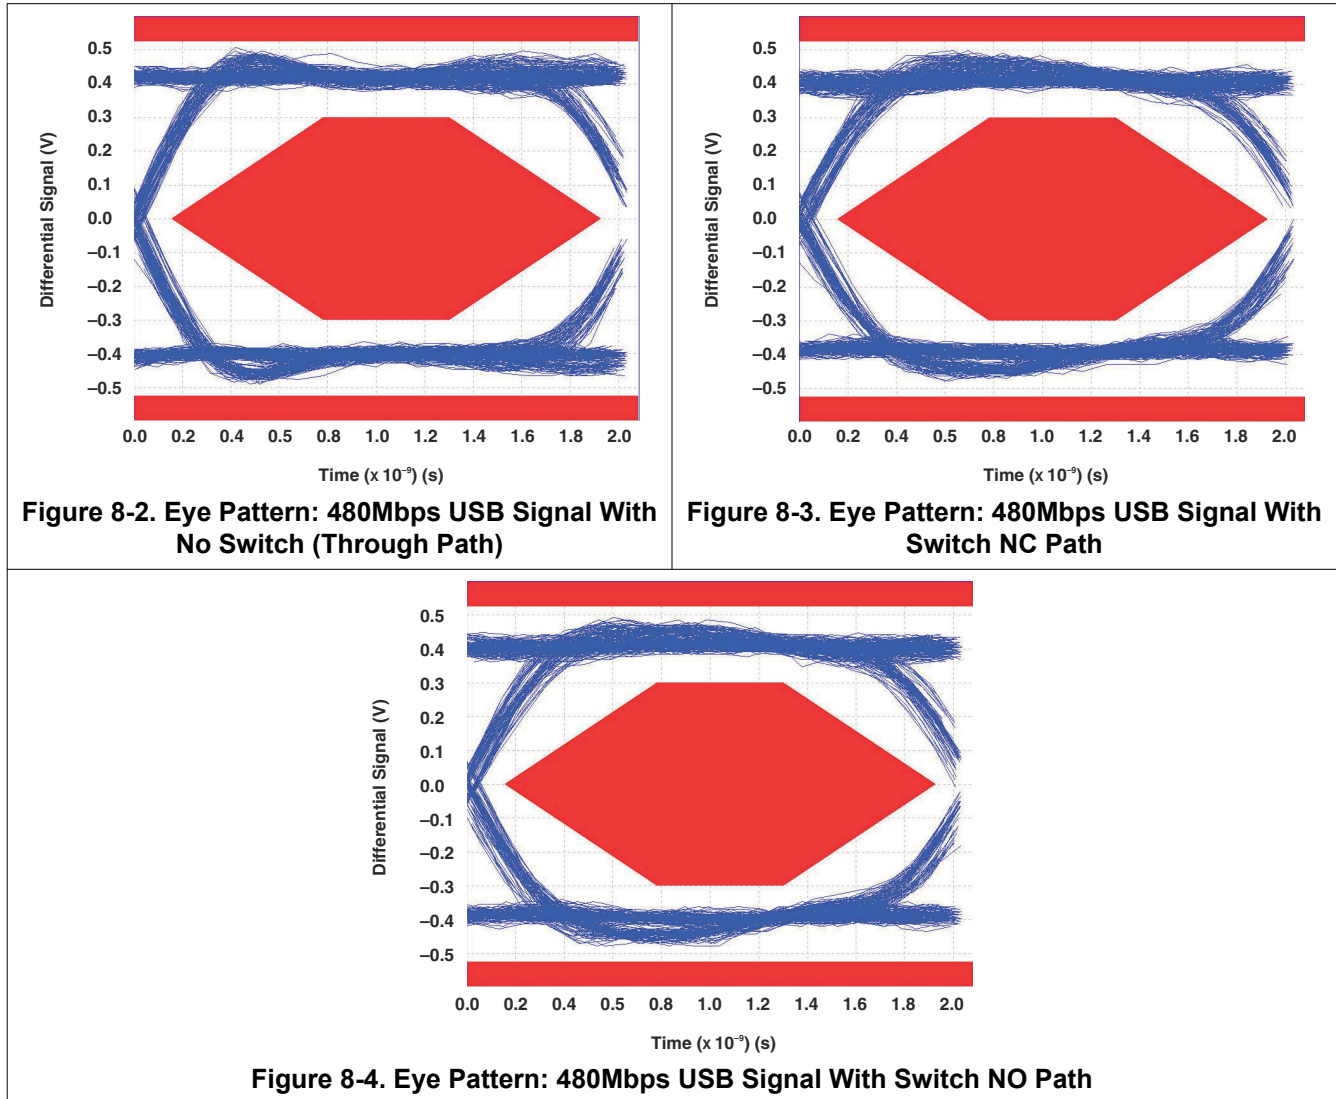 0.5
0.4
0.3
0.2
0.1
0.0
–0.1
–0.2
–0.3
–0.4
–0.5
Differential Signal (V)
0.0 0.2 0.4 0.5 0.8 1.0 1.2 1.4 1.6 1.8 2.0
Time (x 10⁻⁹) (s)
Figure 8-2. Eye Pattern: 480Mbps USB Signal With
No Switch (Through Path)
0.5
0.4
0.3
0.2
0.1
0.0
–0.1
–0.2
–0.3
–0.4
–0.5
Differential Signal (V)
0.0 0.2 0.4 0.5 0.8 1.0 1.2 1.4 1.6 1.8 2.0
Time (x 10⁻⁹) (s)
Figure 8-3. Eye Pattern: 480Mbps USB Signal With
Switch NC Path
0.5
0.4
0.3
0.2
0.1
0.0
–0.1
–0.2
–0.3
–0.4
–0.5
Differential Signal (V)
0.0 0.2 0.4 0.5 0.8 1.0 1.2 1.4 1.6 1.8 2.0
Time (x 10⁻⁹) (s)
Figure 8-4. Eye Pattern: 480Mbps USB Signal With Switch NO Path